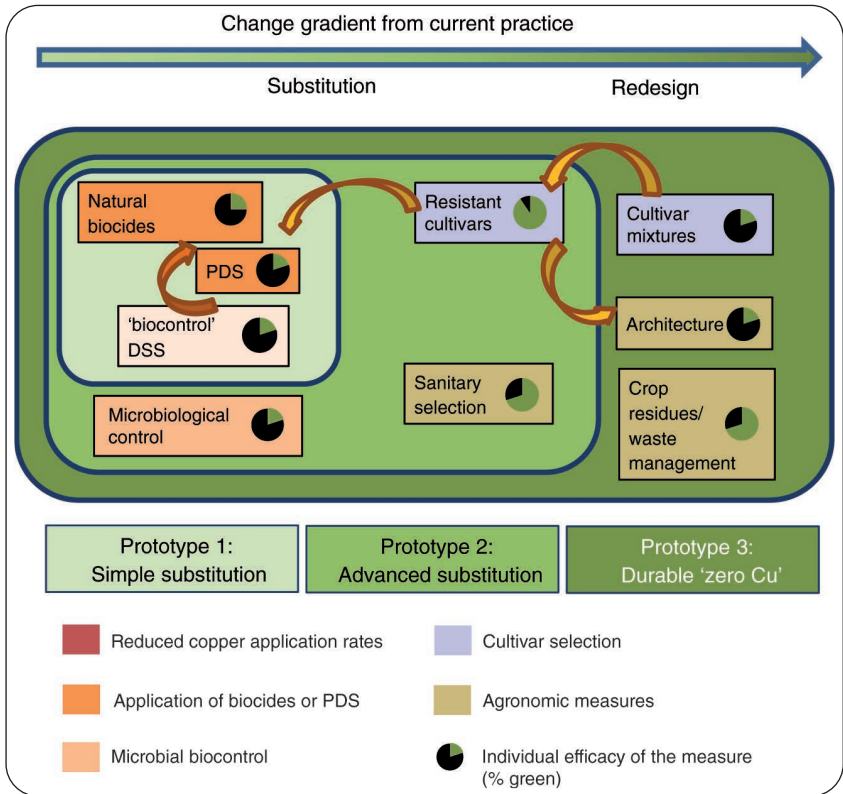 Change gradient from current practice
Substitution
Redesign
Natural
biocides
PDS
'biocontrol'
DSS
Microbiological
control
Resistant
cultivars
Sanitary
selection
Cultivar
mixtures
Architecture
Crop
residues/
waste
management
Prototype 1:
Simple substitution
Prototype 2:
Advanced substitution
Prototype 3:
Durable 'zero Cu'
Reduced copper application rates
Application of biocides or PDS
Microbial biocontrol
Cultivar selection
Agronomic measures
Individual efficacy of the measure
(% green)